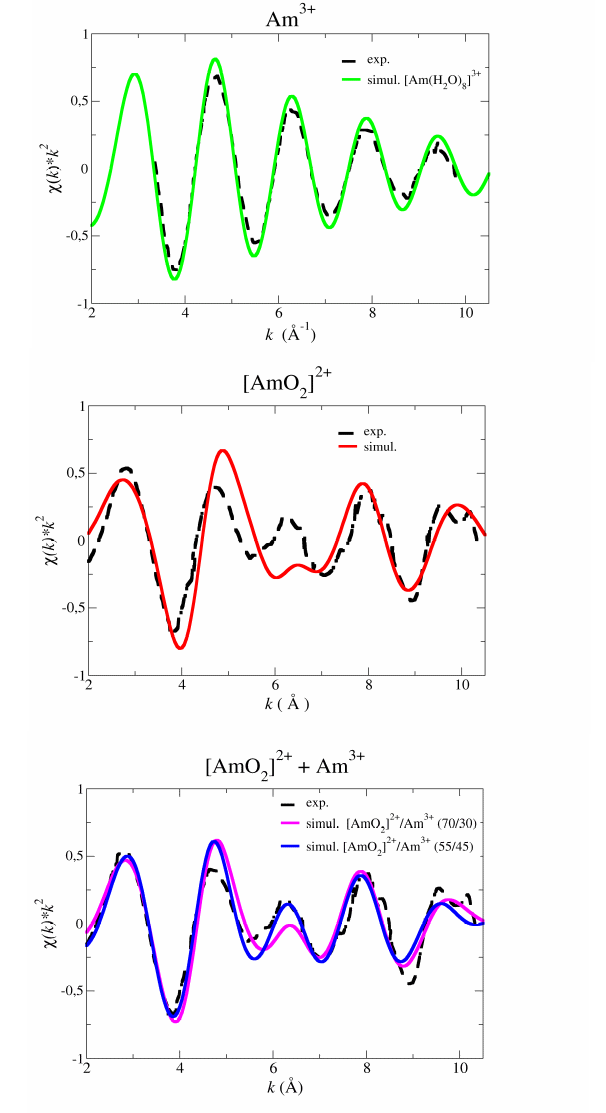 Am³⁺
1
exp.
simul. [Am(H₂O)₈]³⁺
0,5
0
-0,5
-1
χ(k)*k²
2 4 6 8 10
k (Å⁻¹)
[AmO₂]²⁺
1
exp.
simul.
0,5
0
-0,5
-1
χ(k)*k²
2 4 6 8 10
k ( Å )
[AmO₂]²⁺ + Am³⁺
1
exp.
simul. [AmO₂]²⁺/Am³⁺ (70/30)
simul. [AmO₂]²⁺/Am³⁺ (55/45)
0,5
0
-0,5
-1
χ(k)*k²
2 4 6 8 10
k (Å)